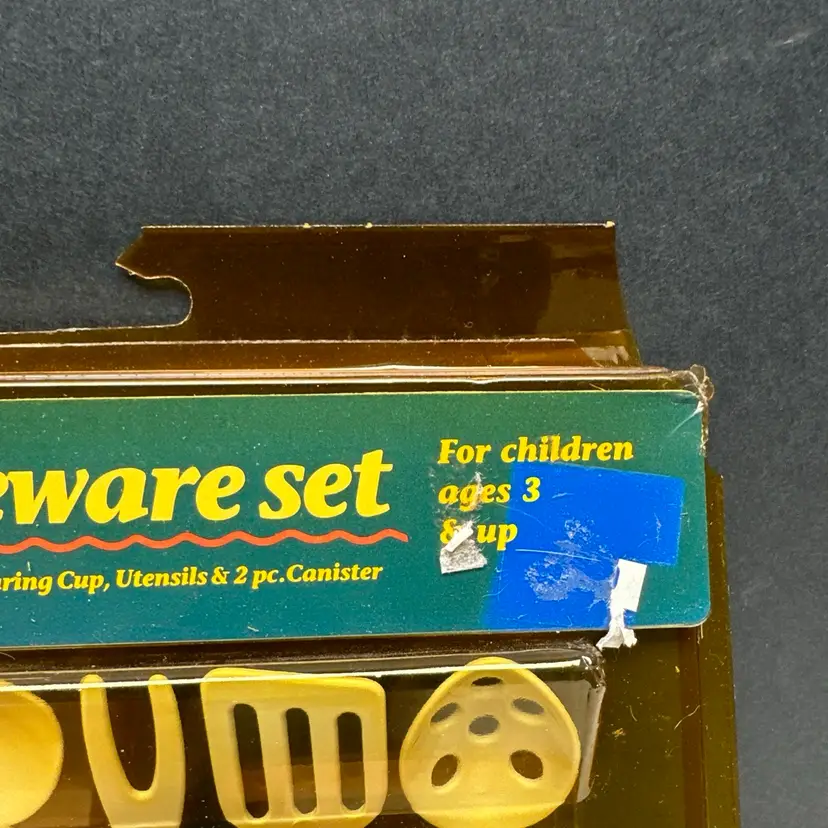 eware set
For children
ages 3
& up
aring Cup, Utensils & 2 pc.Canister